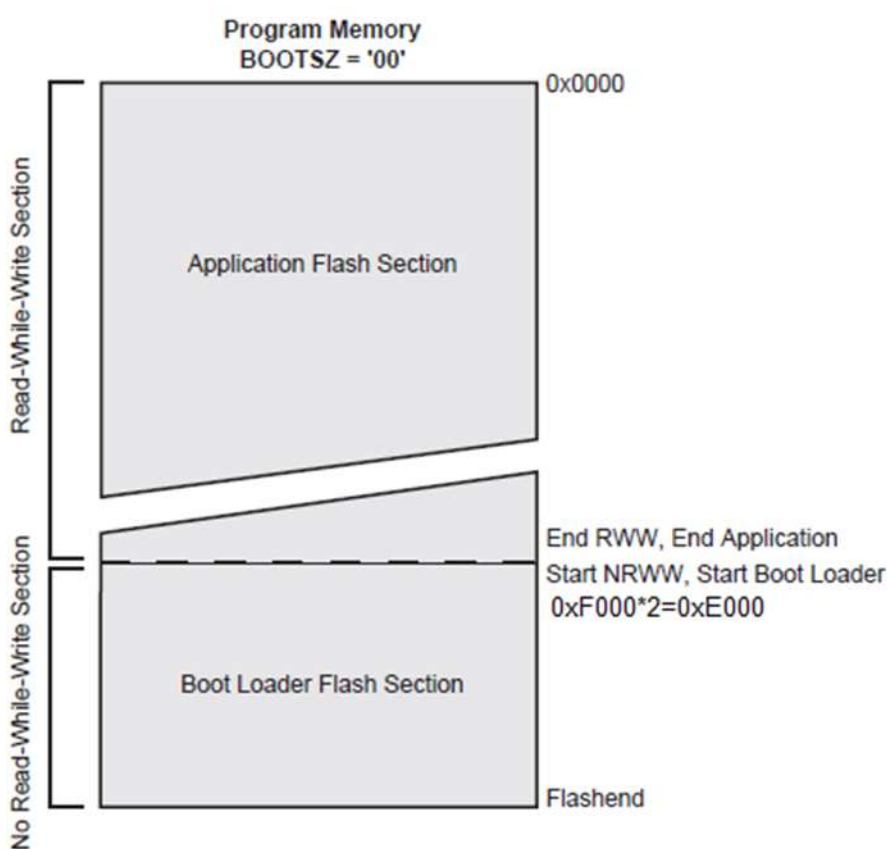 Program Memory
BOOTSZ = '00'
0x0000
Read-While-Write Section
Application Flash Section
End RWW, End Application
Start NRWW, Start Boot Loader
0xF000*2=0xE000
No Read-While-Write Section
Boot Loader Flash Section
Flashend